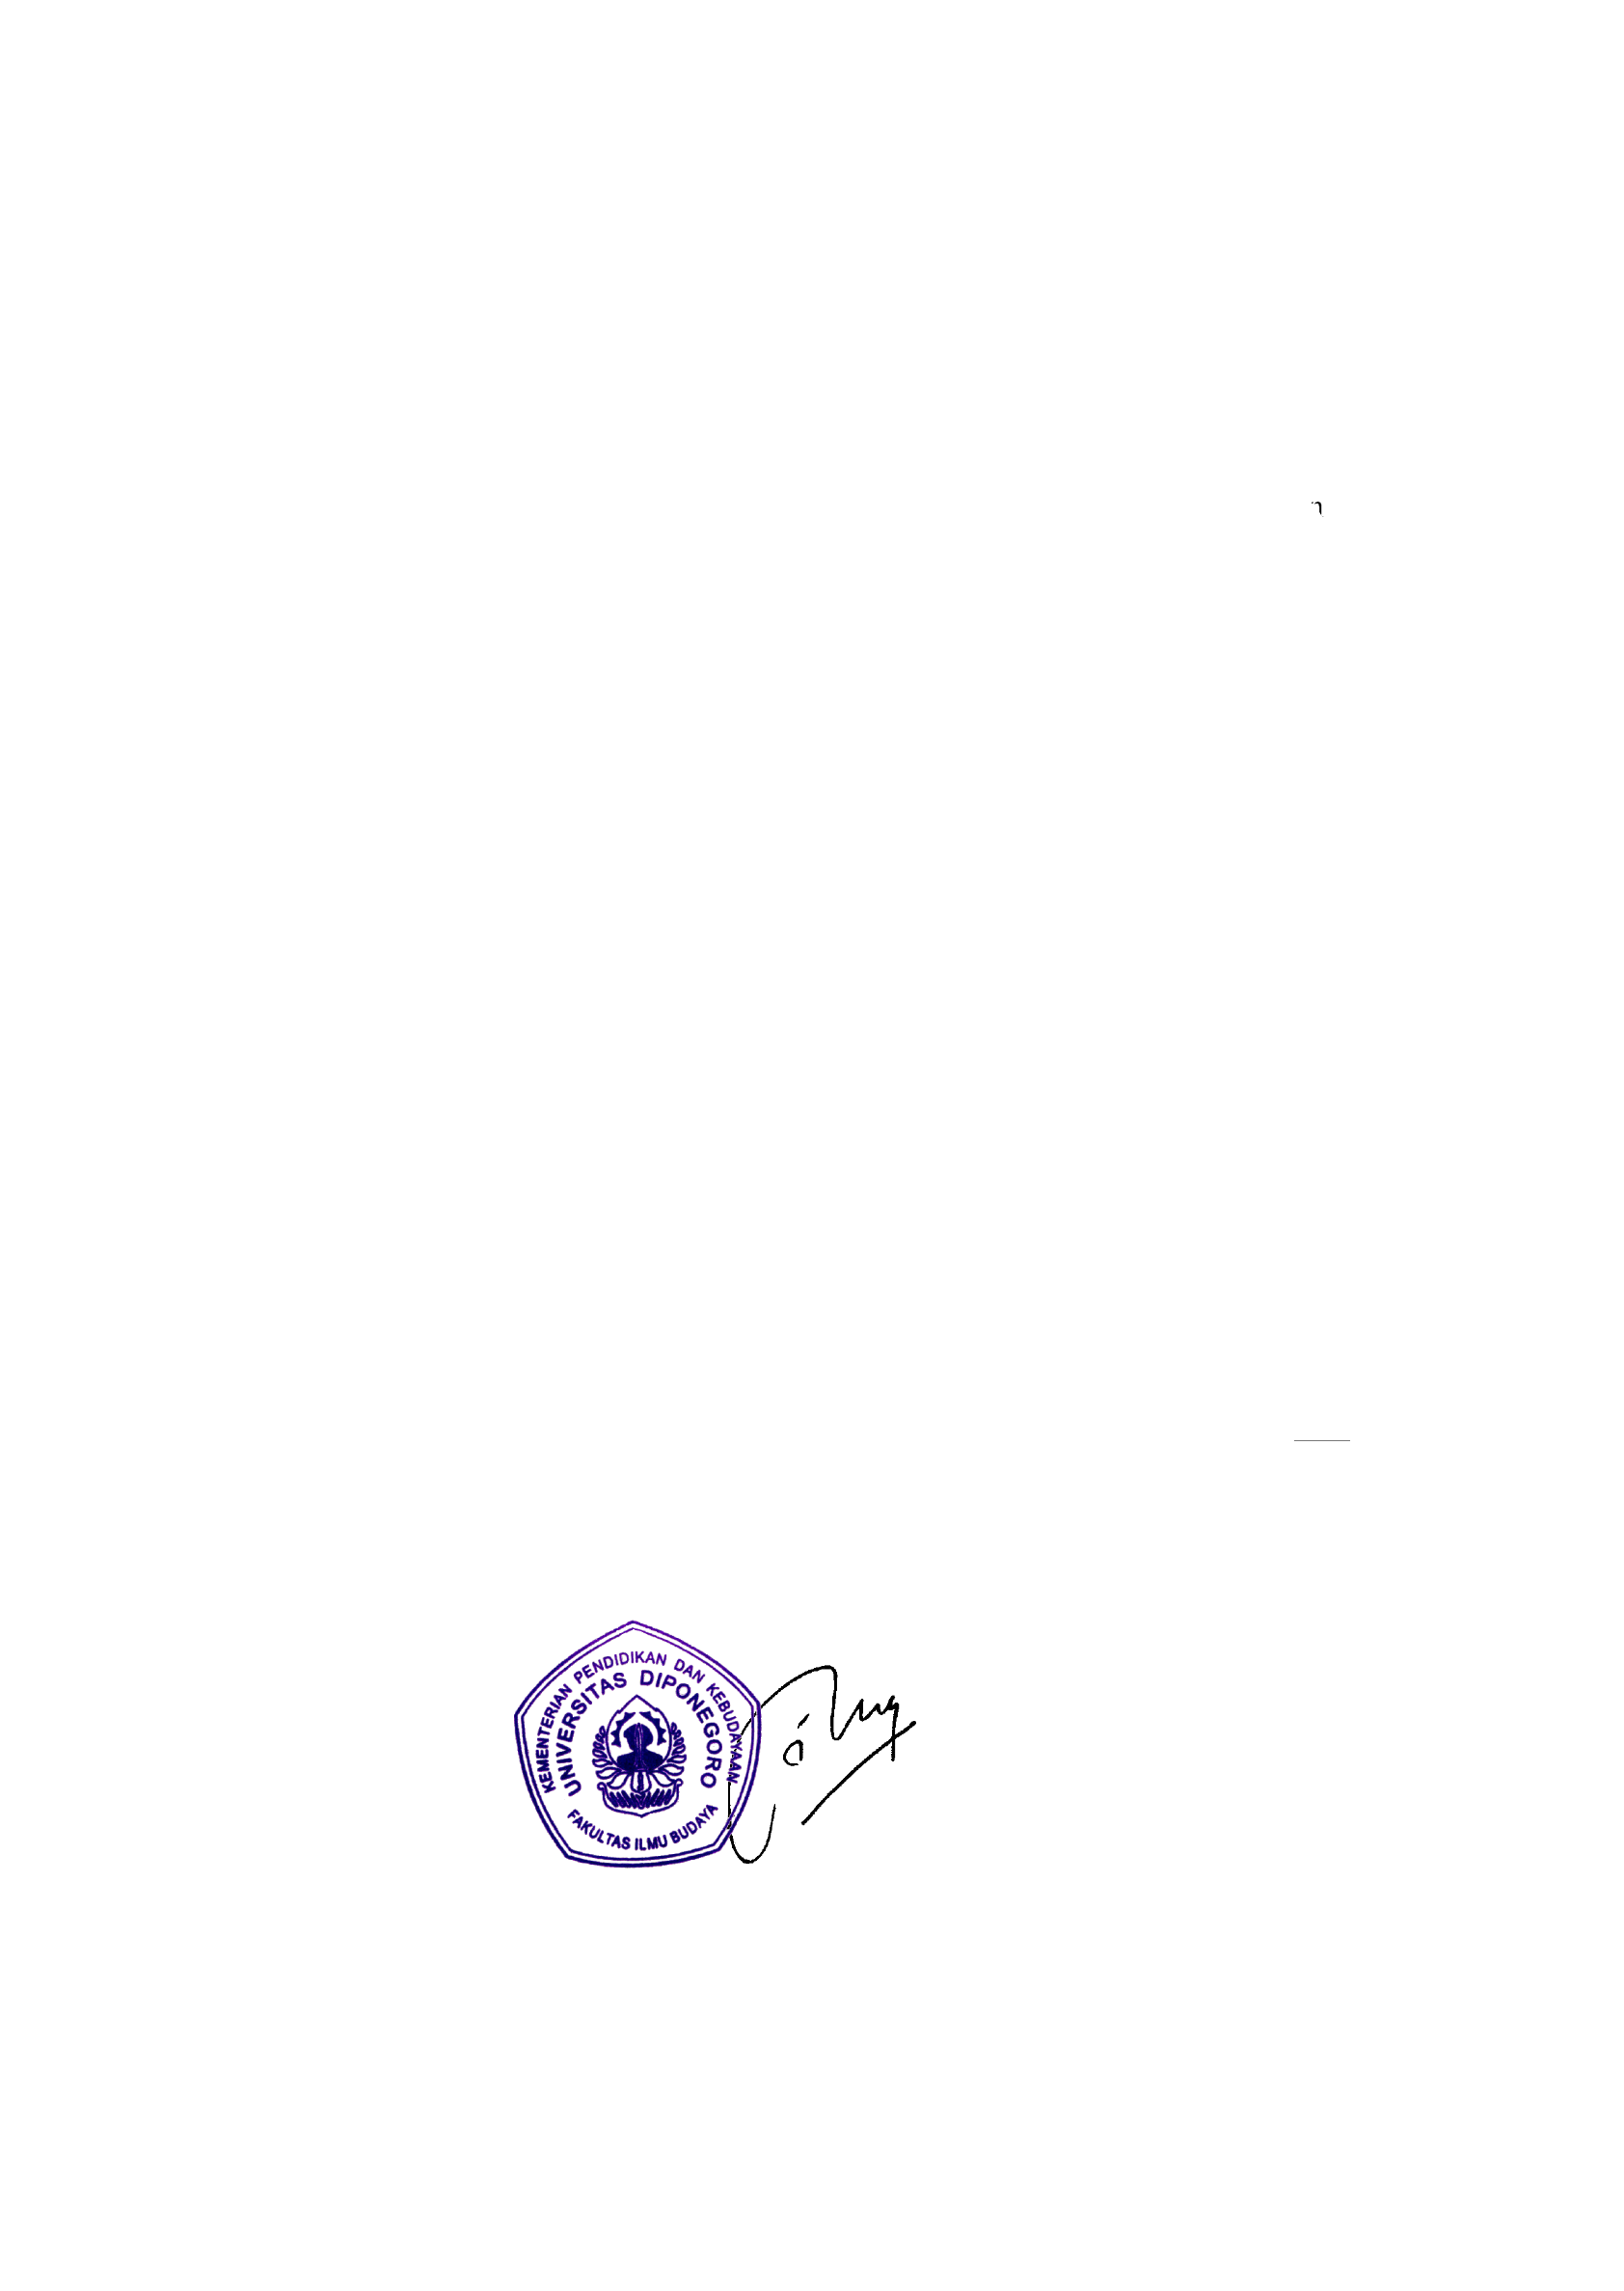 KEMENTERIAN PENDIDIKAN DAN KEBUDAYAAN
UNIVERSITAS DIPONEGORO
FAKULTAS ILMU BUDAYA